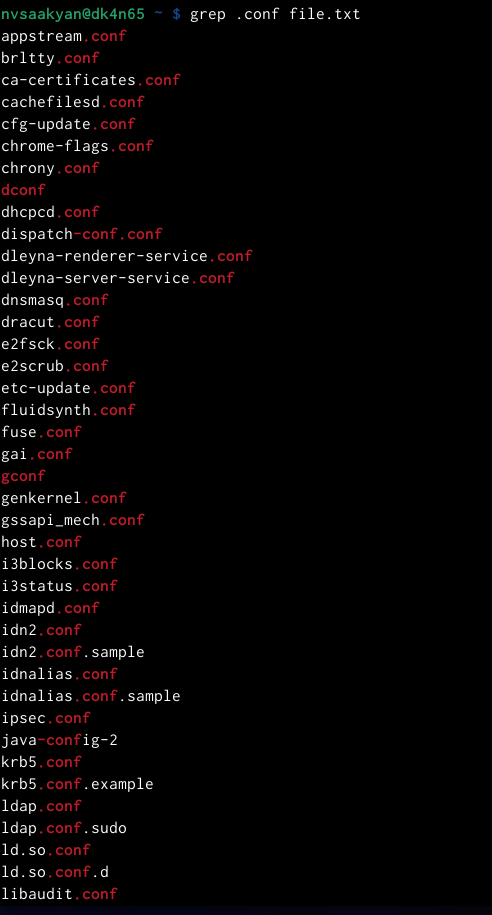 nvsaakyan@dk4n65 ~ $ grep .conf file.txt
appstream.conf
brltty.conf
ca-certificates.conf
cachefilesd.conf
cfg-update.conf
chrome-flags.conf
chrony.conf
dconf
dhcpcd.conf
dispatch-conf.conf
dleyna-renderer-service.conf
dleyna-server-service.conf
dnsmasq.conf
dracut.conf
e2fsck.conf
e2scrub.conf
etc-update.conf
fluidsynth.conf
fuse.conf
gai.conf
gconf
genkernel.conf
gssapi_mech.conf
host.conf
i3blocks.conf
i3status.conf
idmapd.conf
idn2.conf
idn2.conf.sample
idnalias.conf
idnalias.conf.sample
ipsec.conf
java-config-2
krb5.conf
krb5.conf.example
ldap.conf
ldap.conf.sudo
ld.so.conf
ld.so.conf.d
libaudit.conf